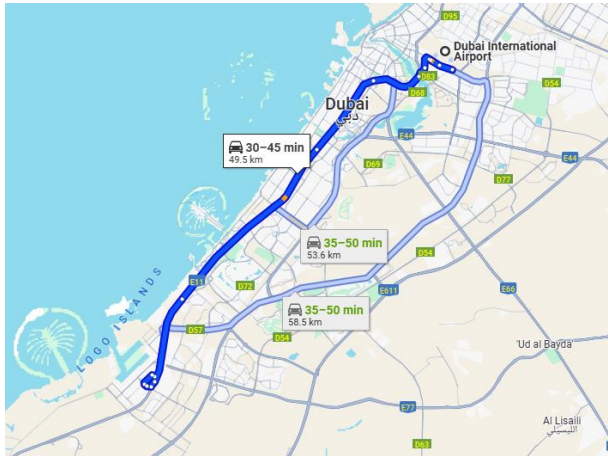 D95
Dubai International
Airport
D83
D54
D68
Dubai
دبي
E44
30–45 min
49.5 km
D69
E44
D77
35–50 min
53.6 km
D54
E11
D72
E611
E66
LOGO ISLANDS
35–50 min
58.5 km
D57
D54
'Ud al Bayda
E77
Al Lisaili
الليسيلي
D63